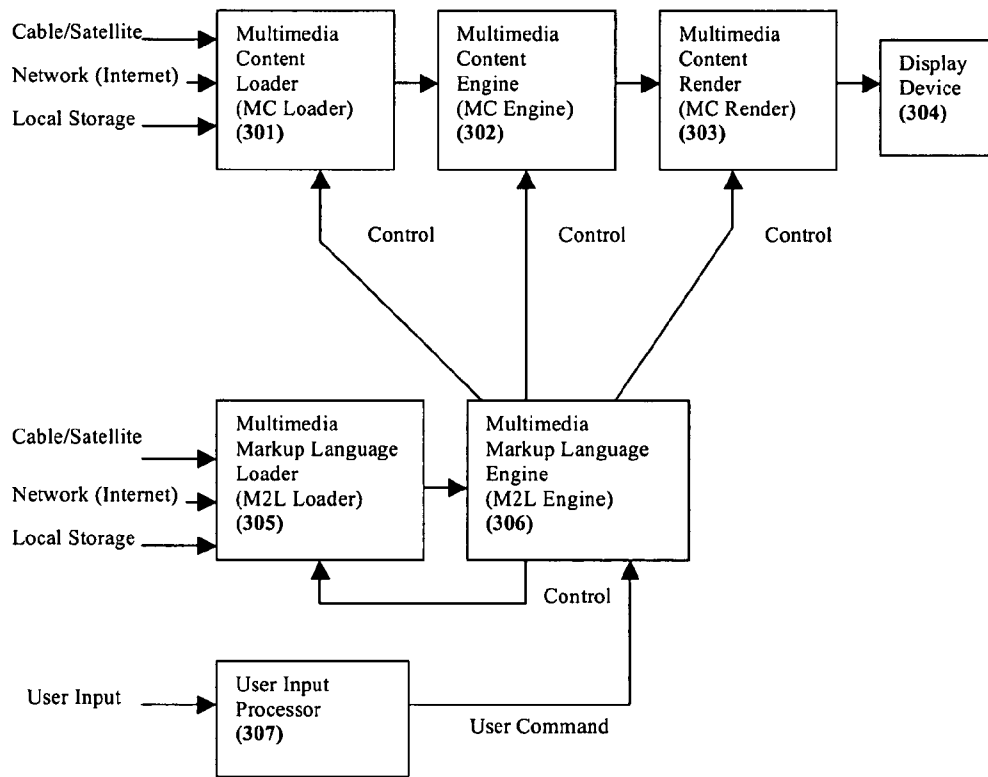 Cable/Satellite
Network (Internet)
Local Storage
Multimedia
Content
Loader
(MC Loader)
(301)
Multimedia
Content
Engine
(MC Engine)
(302)
Multimedia
Content
Render
(MC Render)
(303)
Display
Device
(304)
Control
Control
Control
Cable/Satellite
Network (Internet)
Local Storage
Multimedia
Markup Language
Loader
(M2L Loader)
(305)
Multimedia
Markup Language
Engine
(M2L Engine)
(306)
Control
User Input
User Input
Processor
(307)
User Command